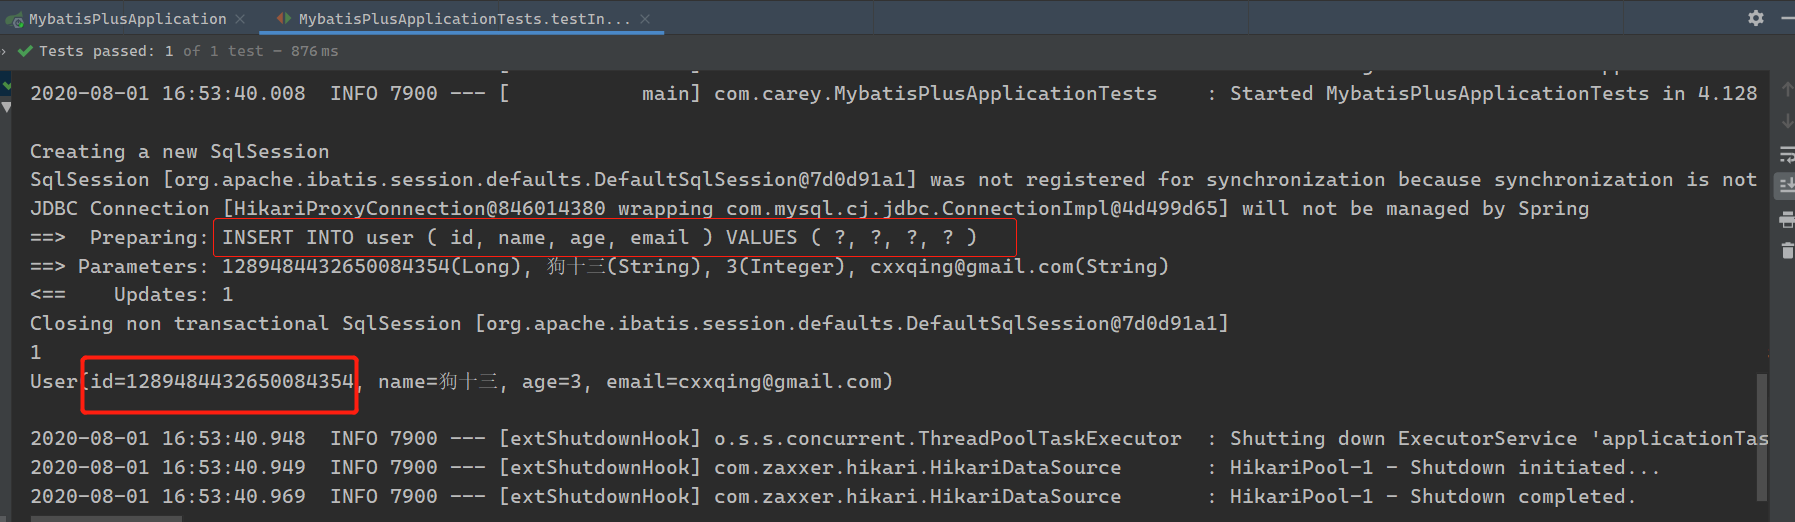 MybatisPlusApplication × MybatisPlusApplicationTests.testIn... ×
Tests passed: 1 of 1 test – 876 ms
2020-08-01 16:53:40.008  INFO 7900 --- [           main] com.carey.MybatisPlusApplicationTests    : Started MybatisPlusApplicationTests in 4.128
Creating a new SqlSession
SqlSession [org.apache.ibatis.session.defaults.DefaultSqlSession@7d0d91a1] was not registered for synchronization because synchronization is not
JDBC Connection [HikariProxyConnection@846014380 wrapping com.mysql.cj.jdbc.ConnectionImpl@4d499d65] will not be managed by Spring
==>  Preparing: INSERT INTO user ( id, name, age, email ) VALUES ( ?, ?, ?, ? )
==> Parameters: 1289484432650084354(Long), 狗十三(String), 3(Integer), cxxqing@gmail.com(String)
<==    Updates: 1
Closing non transactional SqlSession [org.apache.ibatis.session.defaults.DefaultSqlSession@7d0d91a1]
1
User(id=1289484432650084354, name=狗十三, age=3, email=cxxqing@gmail.com)
2020-08-01 16:53:40.948  INFO 7900 --- [extShutdownHook] o.s.s.concurrent.ThreadPoolTaskExecutor  : Shutting down ExecutorService 'applicationTas
2020-08-01 16:53:40.949  INFO 7900 --- [extShutdownHook] com.zaxxer.hikari.HikariDataSource       : HikariPool-1 - Shutdown initiated...
2020-08-01 16:53:40.969  INFO 7900 --- [extShutdownHook] com.zaxxer.hikari.HikariDataSource       : HikariPool-1 - Shutdown completed.